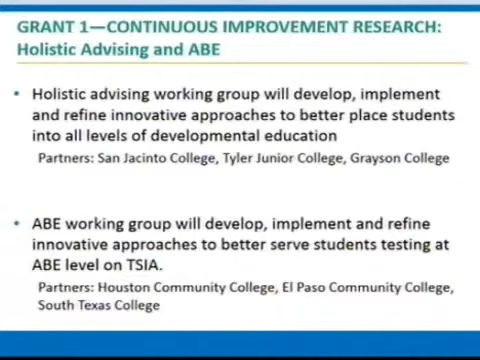 GRANT 1—CONTINUOUS IMPROVEMENT RESEARCH:
Holistic Advising and ABE
• Holistic advising working group will develop, implement
and refine innovative approaches to better place students
into all levels of developmental education
Partners: San Jacinto College, Tyler Junior College, Grayson College
• ABE working group will develop, implement and refine
innovative approaches to better serve students testing at
ABE level on TSIA.
Partners: Houston Community College, El Paso Community College,
South Texas College